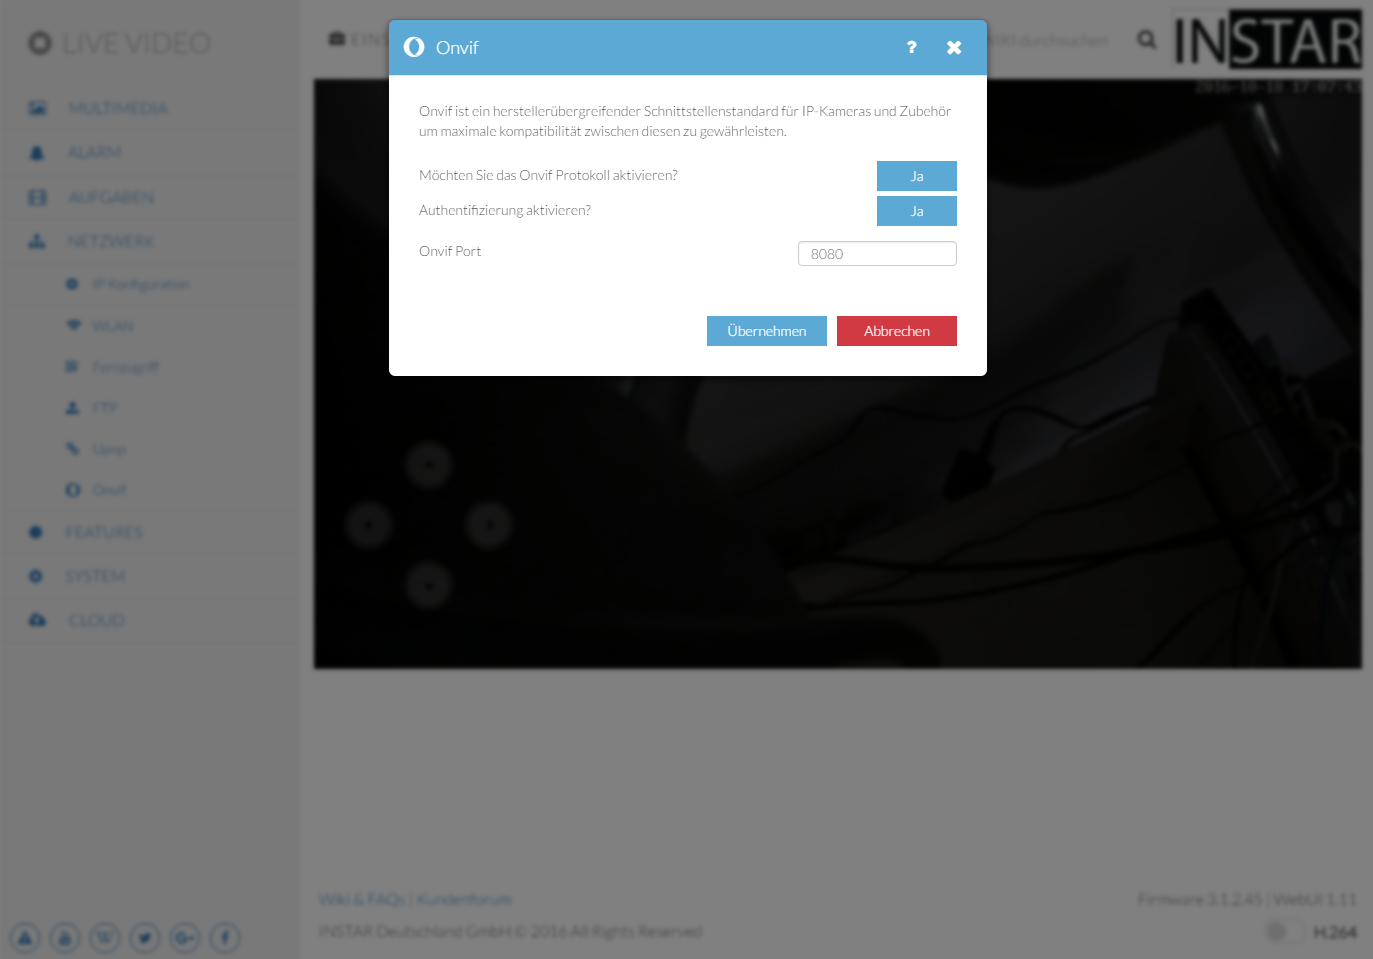 LIVE VIDEO
MULTIMEDIA
ALARM
AUFGABEN
NETZWERK
IP Konfiguration
WLAN
Fernzugriff
FTP
Upnp
Onvif
FEATURES
SYSTEM
CLOUD
EINS
WIKI durchsuchen
INSTAR
2016-10-18 17:07:43
Onvif
?
Onvif ist ein herstellerübergreifender Schnittstellenstandard für IP-Kameras und Zubehör
um maximale kompatibilität zwischen diesen zu gewährleisten.
Möchten Sie das Onvif Protokoll aktivieren? Ja
Authentifizierung aktivieren? Ja
Onvif Port 8080
Übernehmen Abbrechen
Wiki & FAQs | Kundenforum
Firmware 3.1.2.45 | WebUI 1.11
INSTAR Deutschland GmbH © 2016 All Rights Reserved
H.264